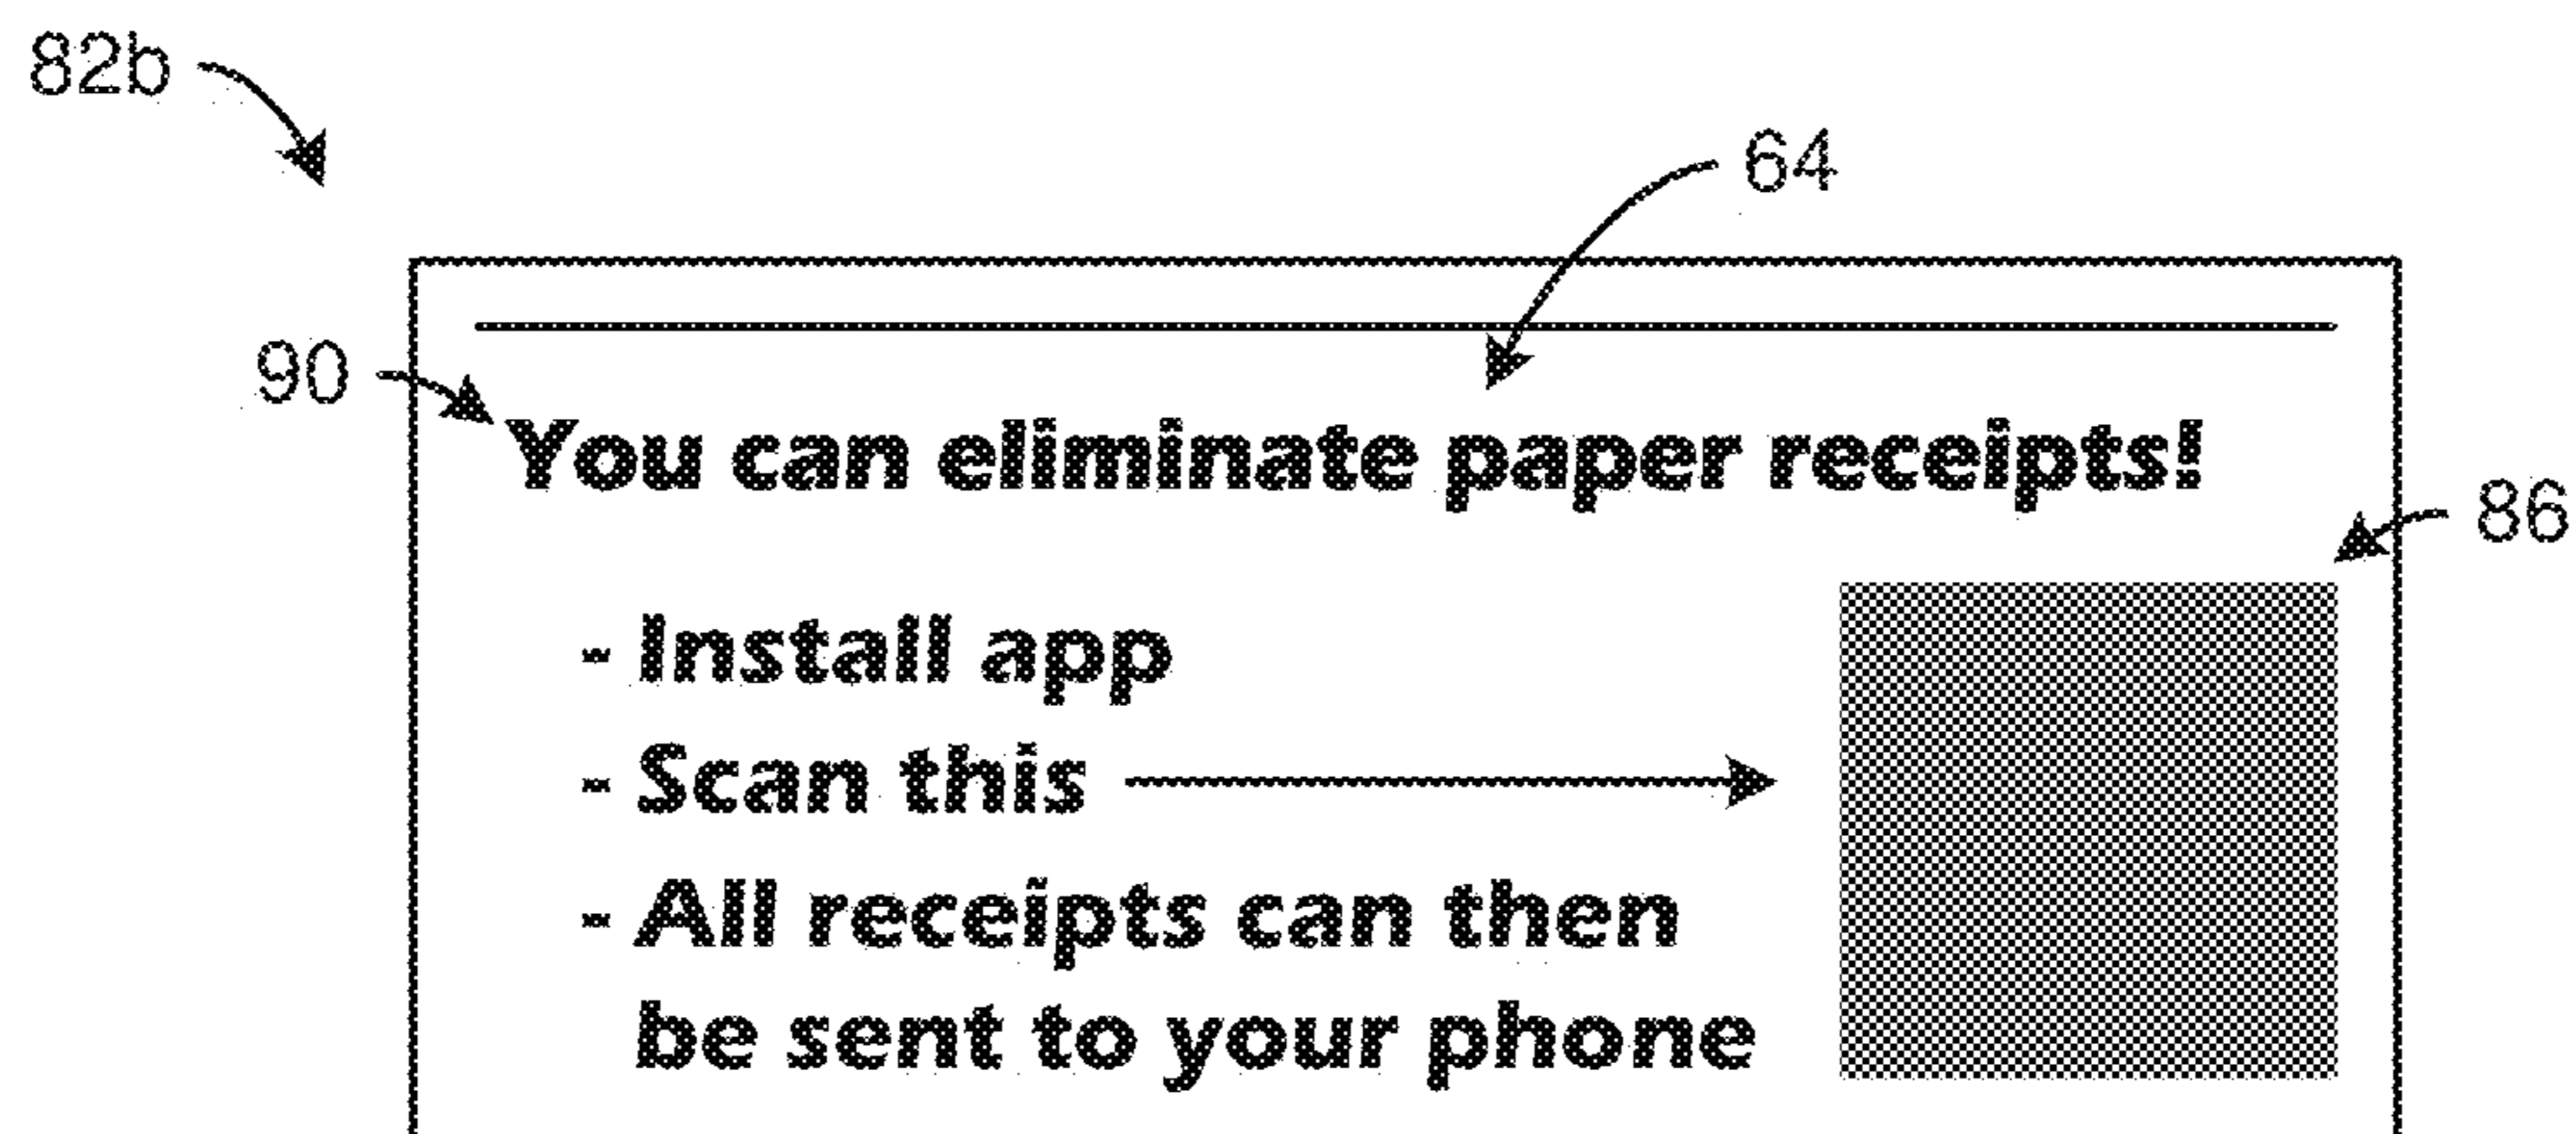 82b
64
90
You can eliminate paper receipts!
86
- Install app
- Scan this
- All receipts can then
be sent to your phone